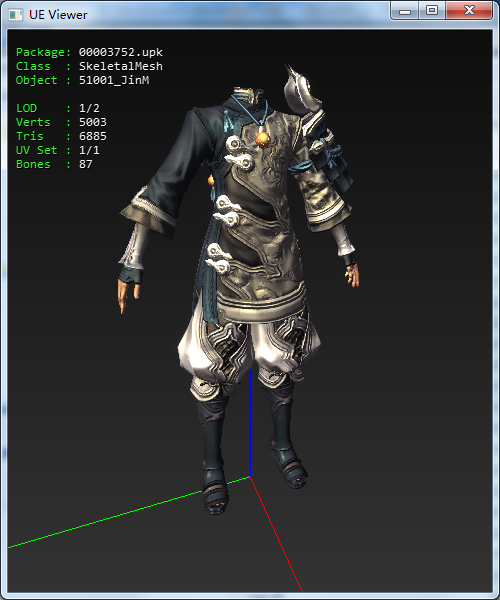 UE Viewer
Package: 00003752.upk
Class  : SkeletalMesh
Object : 51001_JinM
LOD    : 1/2
Verts  : 5003
Tris   : 6885
UV Set : 1/1
Bones  : 87